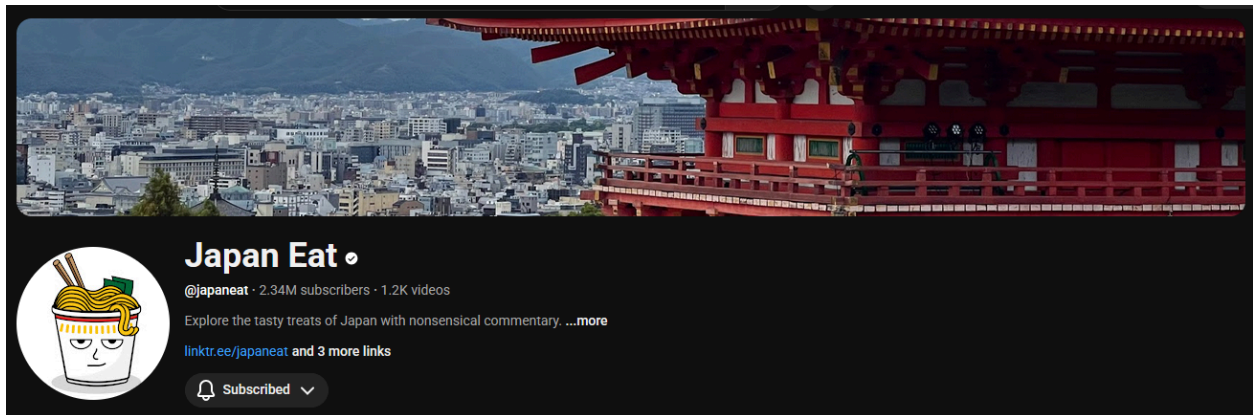 Japan Eat
@japaneat · 2.34M subscribers · 1.2K videos
Explore the tasty treats of Japan with nonsensical commentary. ...more
linktr.ee/japaneat and 3 more links
Subscribed